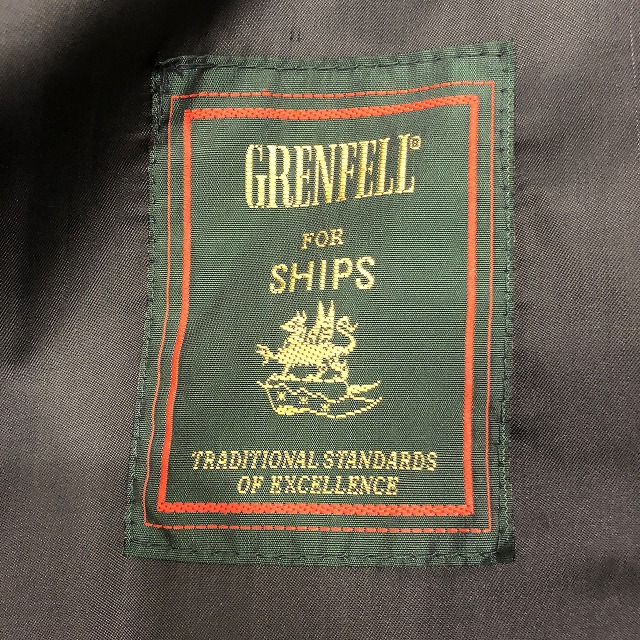 GRENFELL®
FOR
SHIPS
TRADITIONAL STANDARDS
OF EXCELLENCE